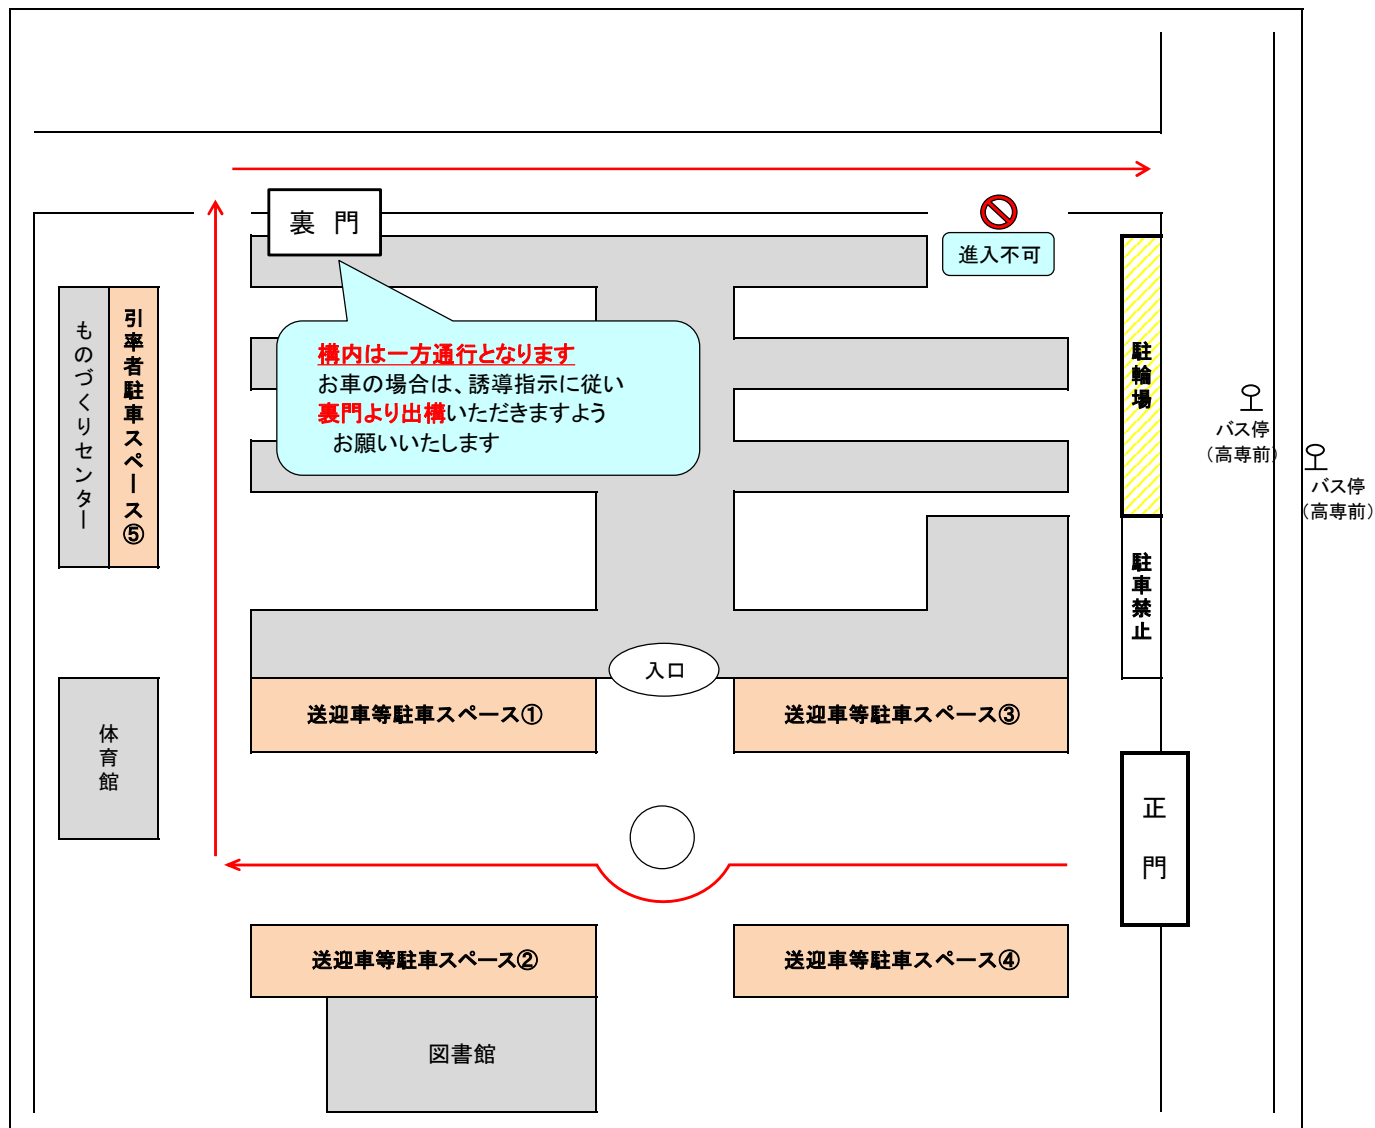 裏 門
進入不可
構内は一方通行となります
お車の場合は、誘導指示に従い
裏門より出構いただきますよう
お願いいたします
ものづくりセンター
引率者駐車スペース⑤
駐輪場
バス停
（高専前）
バス停
（高専前）
駐車禁止
入口
送迎車等駐車スペース①
送迎車等駐車スペース③
体育館
正門
送迎車等駐車スペース②
送迎車等駐車スペース④
図書館